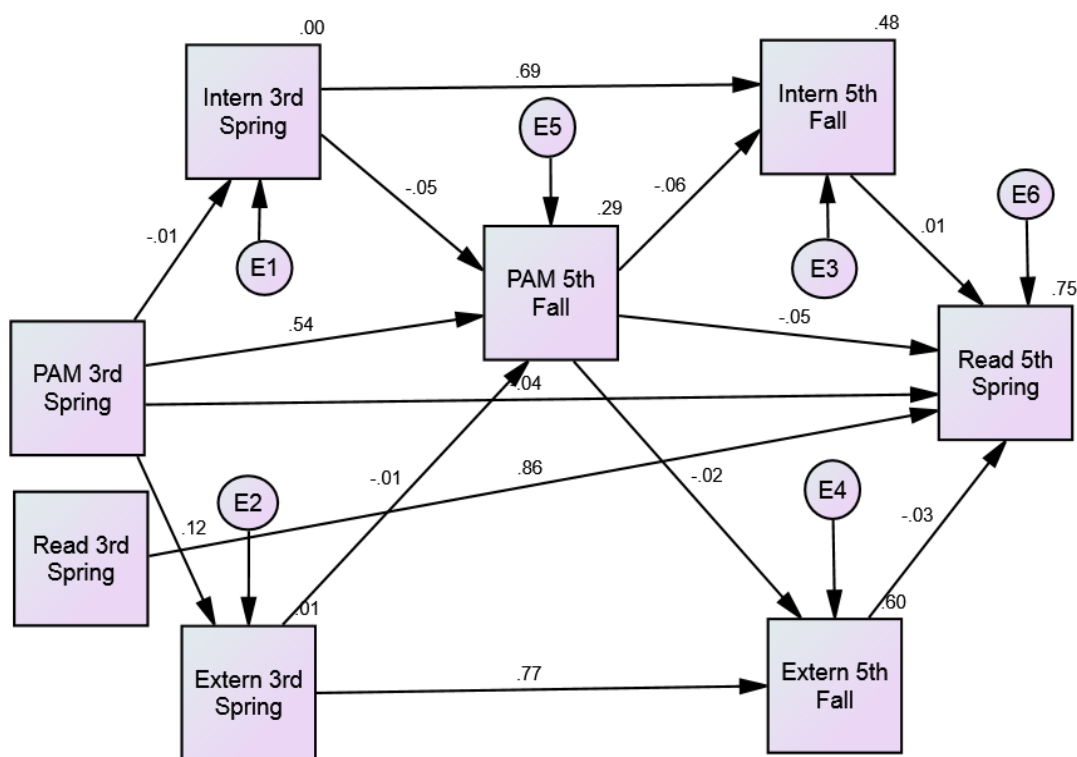 .00
.48
Intern 3rd
Spring
.69
Intern 5th
Fall
E5
-.05
-.06
E6
.29
-.01
E1
E3
.01
PAM 5th
Fall
.75
.54
-.05
PAM 3rd
Spring
Read 5th
Spring
-.04
-.01
.86
-.02
E2
E4
.12
-.03
Read 3rd
Spring
.01
.60
Extern 3rd
Spring
.77
Extern 5th
Fall